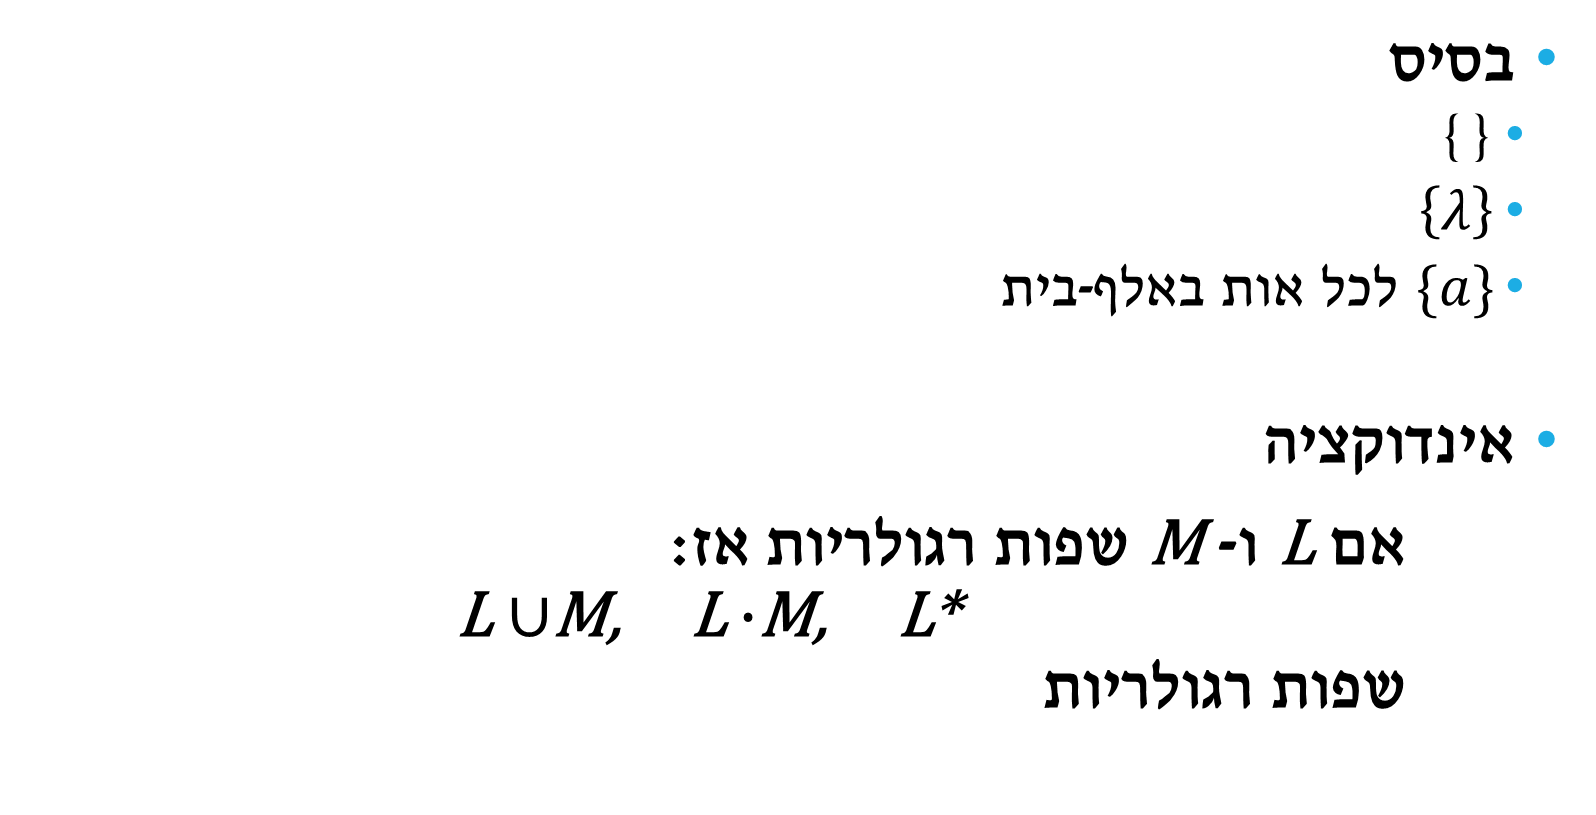 • בסיס
• { }
• {λ}
• {a} לכל אות באלף-בית
• אינדוקציה
אם L ו-M שפות רגולריות אז:
L ∪ M,    L · M,    L*
שפות רגולריות